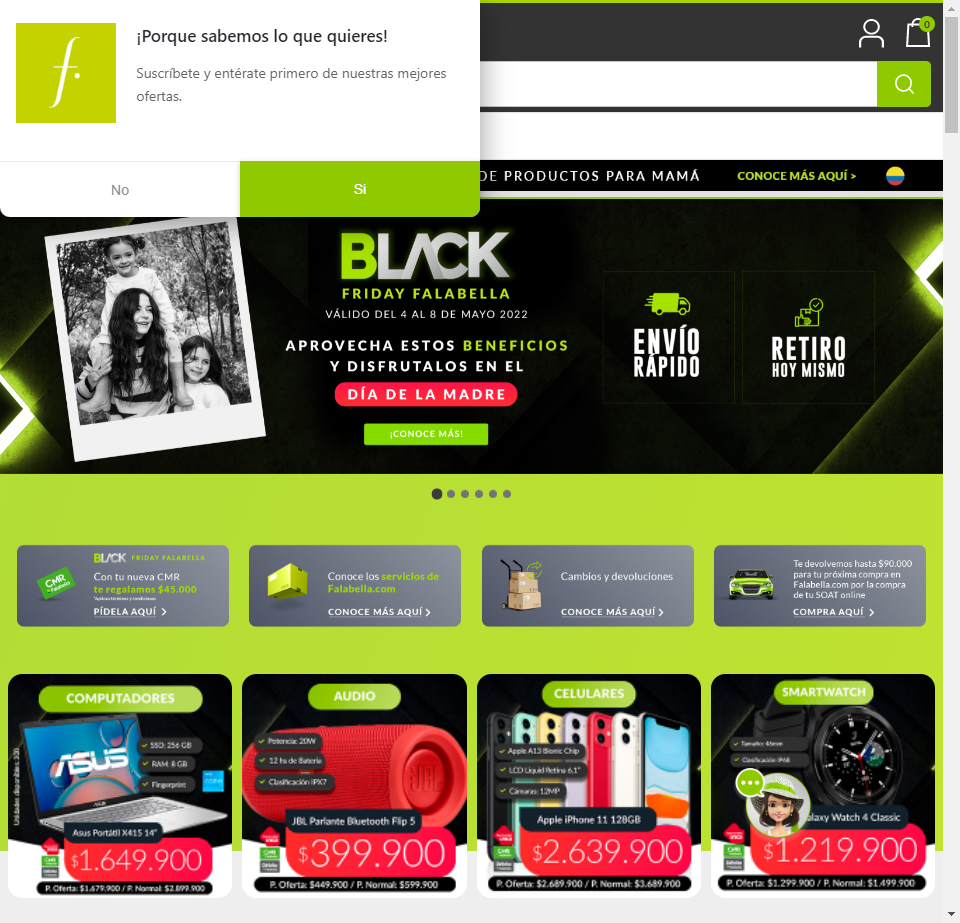 ¡Porque sabemos lo que quieres!
Suscríbete y entérate primero de nuestras mejores
ofertas.
No
Si
0
DE PRODUCTOS PARA MAMÁ
CONOCE MÁS AQUÍ >
BLACK
FRIDAY FALABELLA
VÁLIDO DEL 4 AL 8 DE MAYO 2022
APROVECHA ESTOS BENEFICIOS
Y DISFRUTALOS EN EL
DÍA DE LA MADRE
¡CONOCE MÁS!
ENVÍO
RÁPIDO
RETIRO
HOY MISMO
BLACK FRIDAY FALABELLA
CMR
Con tu nueva CMR
te regalamos $45.000
*Aplican términos y condiciones
PÍDELA AQUÍ >
Conoce los servicios de
Falabella.com
CONOCE MÁS AQUÍ >
Cambios y devoluciones
CONOCE MÁS AQUÍ >
Te devolvemos hasta $90.000
para tu próxima compra en
Falabella.com por la compra
de tu SOAT online
COMPRA AQUÍ >
COMPUTADORES
SSD: 256 GB
RAM: 8 GB
Fingerprint
ASUS
Asus Portátil X415 14"
$1.649.900
P. Oferta: $1.679.900 / P. Normal: $2.899.900
AUDIO
Potencia: 20W
12 hs de Batería
Clasificación IPX7
JBL
JBL Parlante Bluetooth Flip 5
$399.900
P. Oferta: $449.900 / P. Normal: $599.900
CELULARES
Apple A13 Bionic Chip
LCD Liquid Retina 6,1"
Cámaras: 12MP
Apple iPhone 11 128GB
$2.639.900
P. Oferta: $2.689.900 / P. Normal: $3.689.900
SMARTWATCH
Tamaño: 46mm
Clasificación IP68
alaxy Watch 4 Classic
$1.219.900
P. Oferta: $1.299.900 / P. Normal: $1.499.900